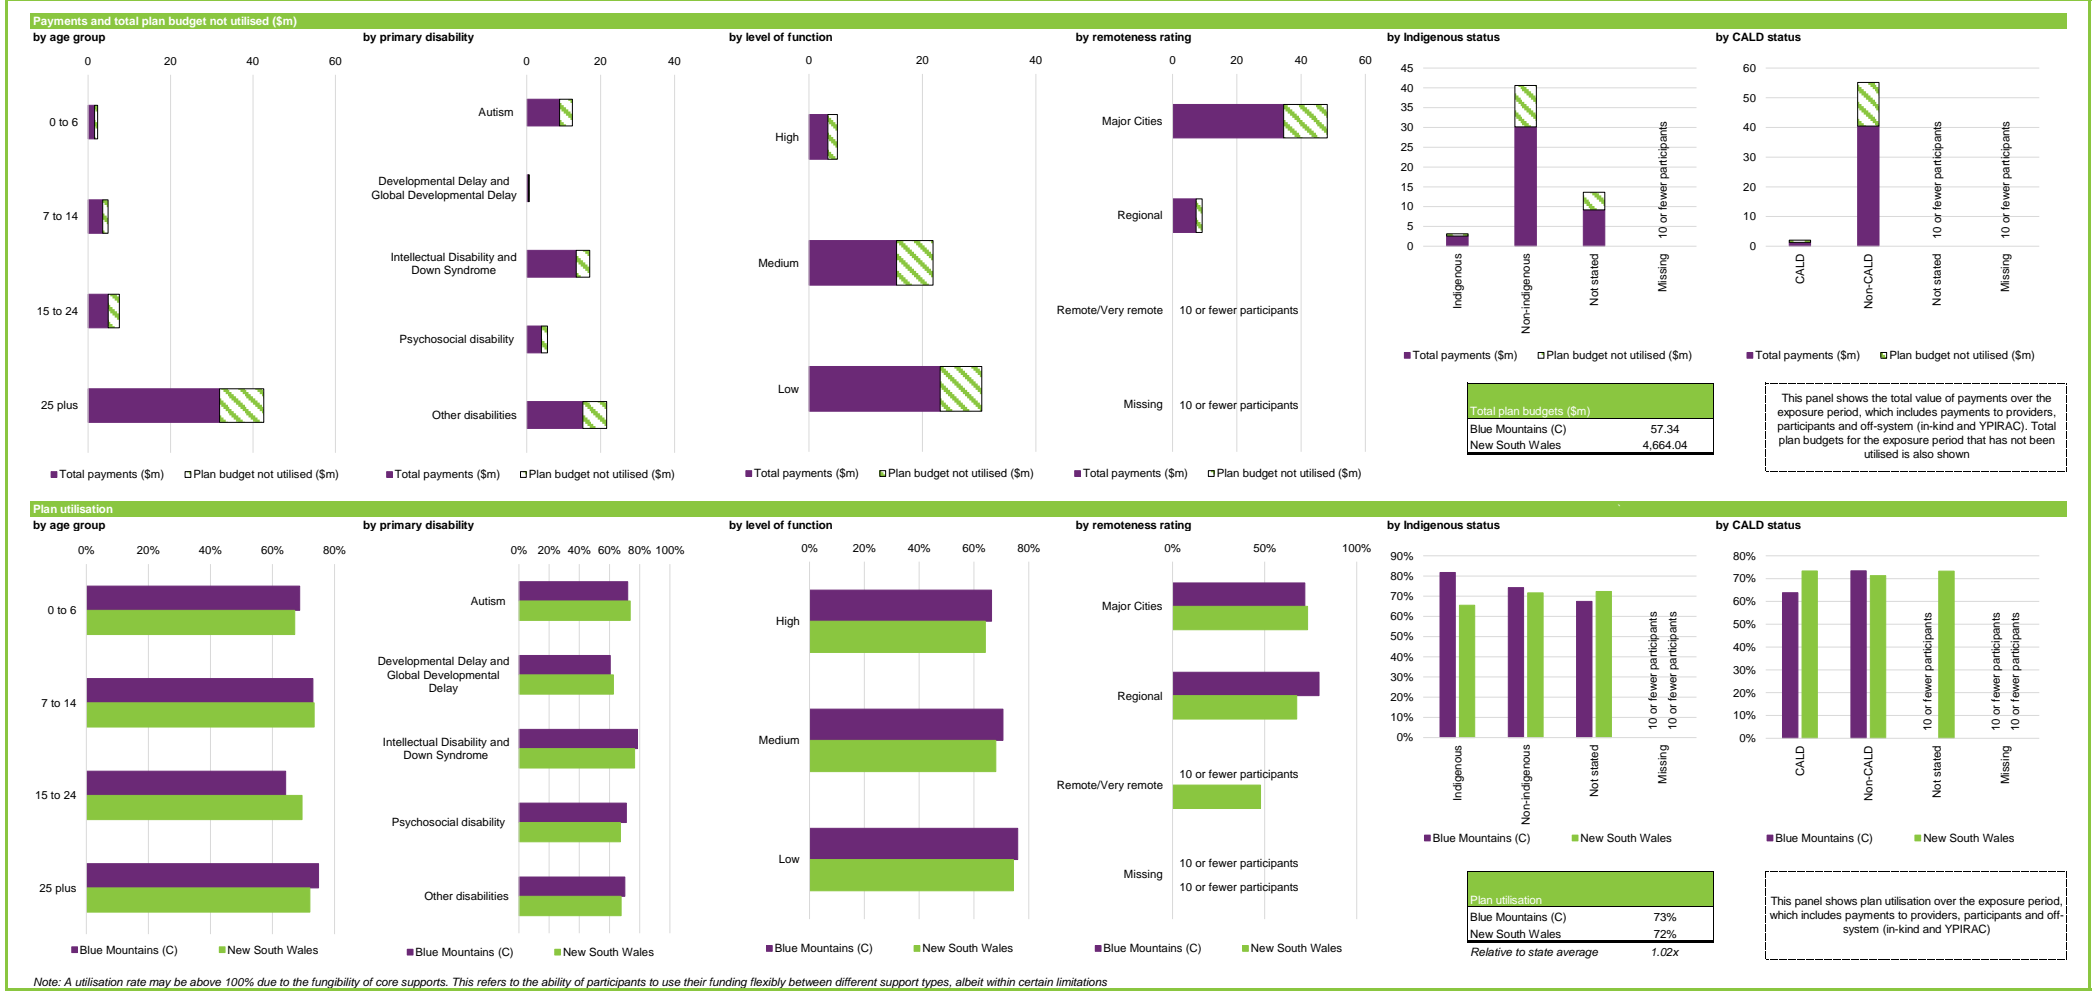 Payments and total plan budget not utilised ($m)
by age group
0 20 40 60
0 to 6
7 to 14
15 to 24
25 plus
Total payments ($m) Plan budget not utilised ($m)
by primary disability
0 20 40
Autism
Developmental Delay and
Global Developmental Delay
Intellectual Disability and
Down Syndrome
Psychosocial disability
Other disabilities
Total payments ($m) Plan budget not utilised ($m)
by level of function
0 20 40
High
Medium
Low
Total payments ($m) Plan budget not utilised ($m)
by remoteness rating
0 20 40 60
Major Cities
Regional
Remote/Very remote 10 or fewer participants
Missing 10 or fewer participants
Total payments ($m) Plan budget not utilised ($m)
by Indigenous status
45
40
35
30
25
20
15
10
5
0
10 or fewer participants
Indigenous
Non-indigenous
Not stated
Missing
Total payments ($m) Plan budget not utilised ($m)
by CALD status
60
50
40
30
20
10
0
10 or fewer participants
10 or fewer participants
CALD
Non-CALD
Not stated
Missing
Total payments ($m) Plan budget not utilised ($m)
Total plan budgets ($m)
Blue Mountains (C) 57.34
New South Wales 4,664.04
This panel shows the total value of payments over the
exposure period, which includes payments to providers,
participants and off-system (in-kind and YPIRAC). Total
plan budgets for the exposure period that has not been
utilised is also shown
Plan utilisation
by age group
0% 20% 40% 60% 80%
0 to 6
7 to 14
15 to 24
25 plus
Blue Mountains (C) New South Wales
by primary disability
0% 20% 40% 60% 80% 100%
Autism
Developmental Delay and
Global Developmental
Delay
Intellectual Disability and
Down Syndrome
Psychosocial disability
Other disabilities
Blue Mountains (C) New South Wales
by level of function
0% 20% 40% 60% 80%
High
Medium
Low
Blue Mountains (C) New South Wales
by remoteness rating
0% 50% 100%
Major Cities
Regional
10 or fewer participants
Remote/Very remote
10 or fewer participants
Missing
10 or fewer participants
Blue Mountains (C) New South Wales
by Indigenous status
90%
80%
70%
60%
50%
40%
30%
20%
10%
0%
10 or fewer participants
10 or fewer participants
Indigenous
Non-indigenous
Not stated
Missing
Blue Mountains (C) New South Wales
by CALD status
80%
70%
60%
50%
40%
30%
20%
10%
0%
10 or fewer participants
10 or fewer participants
10 or fewer participants
CALD
Non-CALD
Not stated
Missing
Blue Mountains (C) New South Wales
Plan utilisation
Blue Mountains (C) 73%
New South Wales 72%
Relative to state average 1.02x
This panel shows plan utilisation over the exposure period,
which includes payments to providers, participants and off-
system (in-kind and YPIRAC)
Note: A utilisation rate may be above 100% due to the fungibility of core supports. This refers to the ability of participants to use their funding flexibly between different support types, albeit within certain limitations